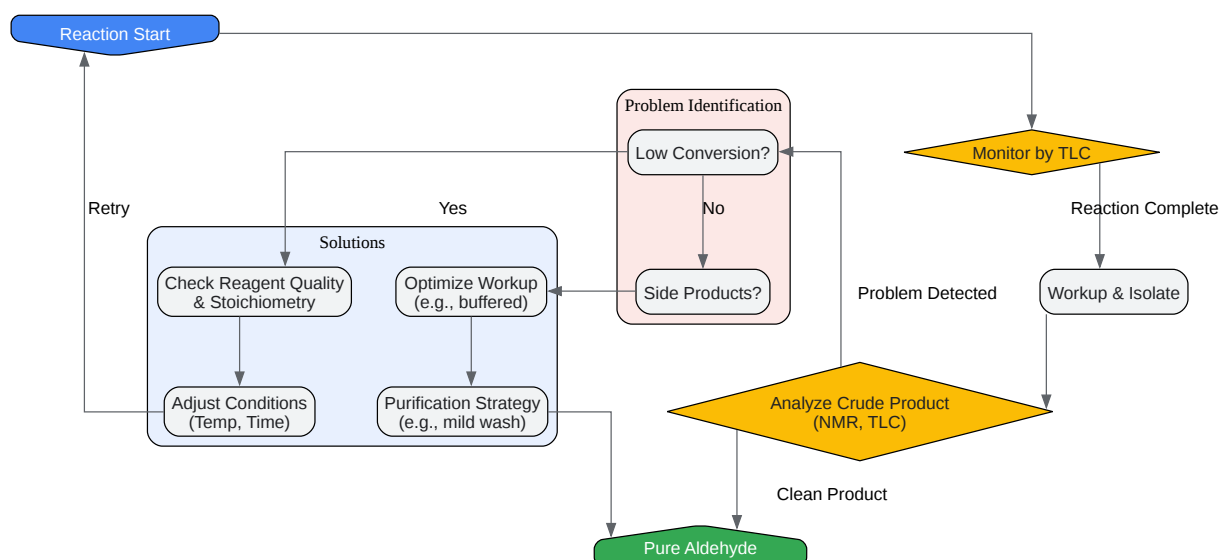 Reaction Start
Problem Identification
Low Conversion?
Monitor by TLC
Retry
Yes
No
Reaction Complete
Solutions
Check Reagent Quality
& Stoichiometry
Optimize Workup
(e.g., buffered)
Side Products?
Problem Detected
Workup & Isolate
Adjust Conditions
(Temp, Time)
Purification Strategy
(e.g., mild wash)
Analyze Crude Product
(NMR, TLC)
Clean Product
Pure Aldehyde